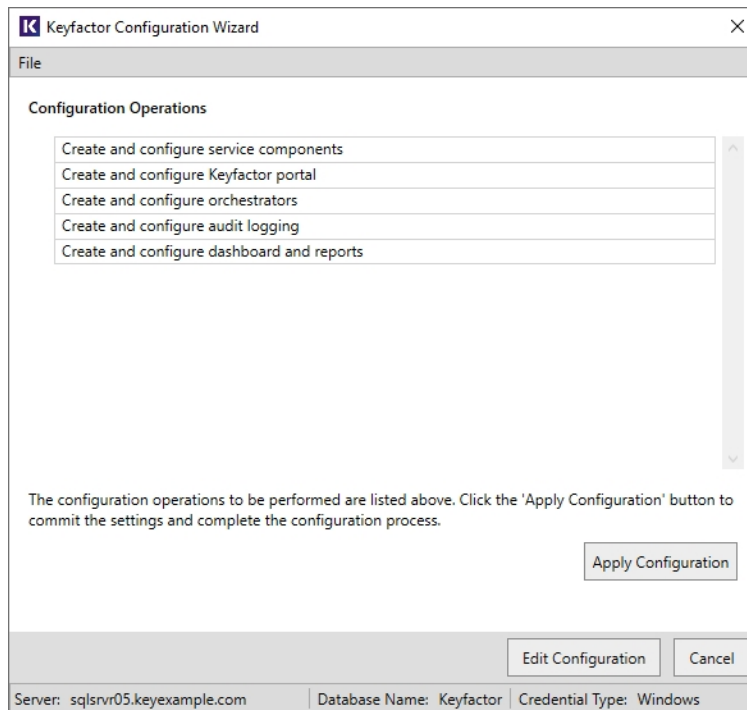 K Keyfactor Configuration Wizard
File
Configuration Operations
Create and configure service components
Create and configure Keyfactor portal
Create and configure orchestrators
Create and configure audit logging
Create and configure dashboard and reports
The configuration operations to be performed are listed above. Click the 'Apply Configuration' button to
commit the settings and complete the configuration process.
Apply Configuration
Edit Configuration Cancel
Server: sqlsrvr05.keyexample.com Database Name: Keyfactor Credential Type: Windows